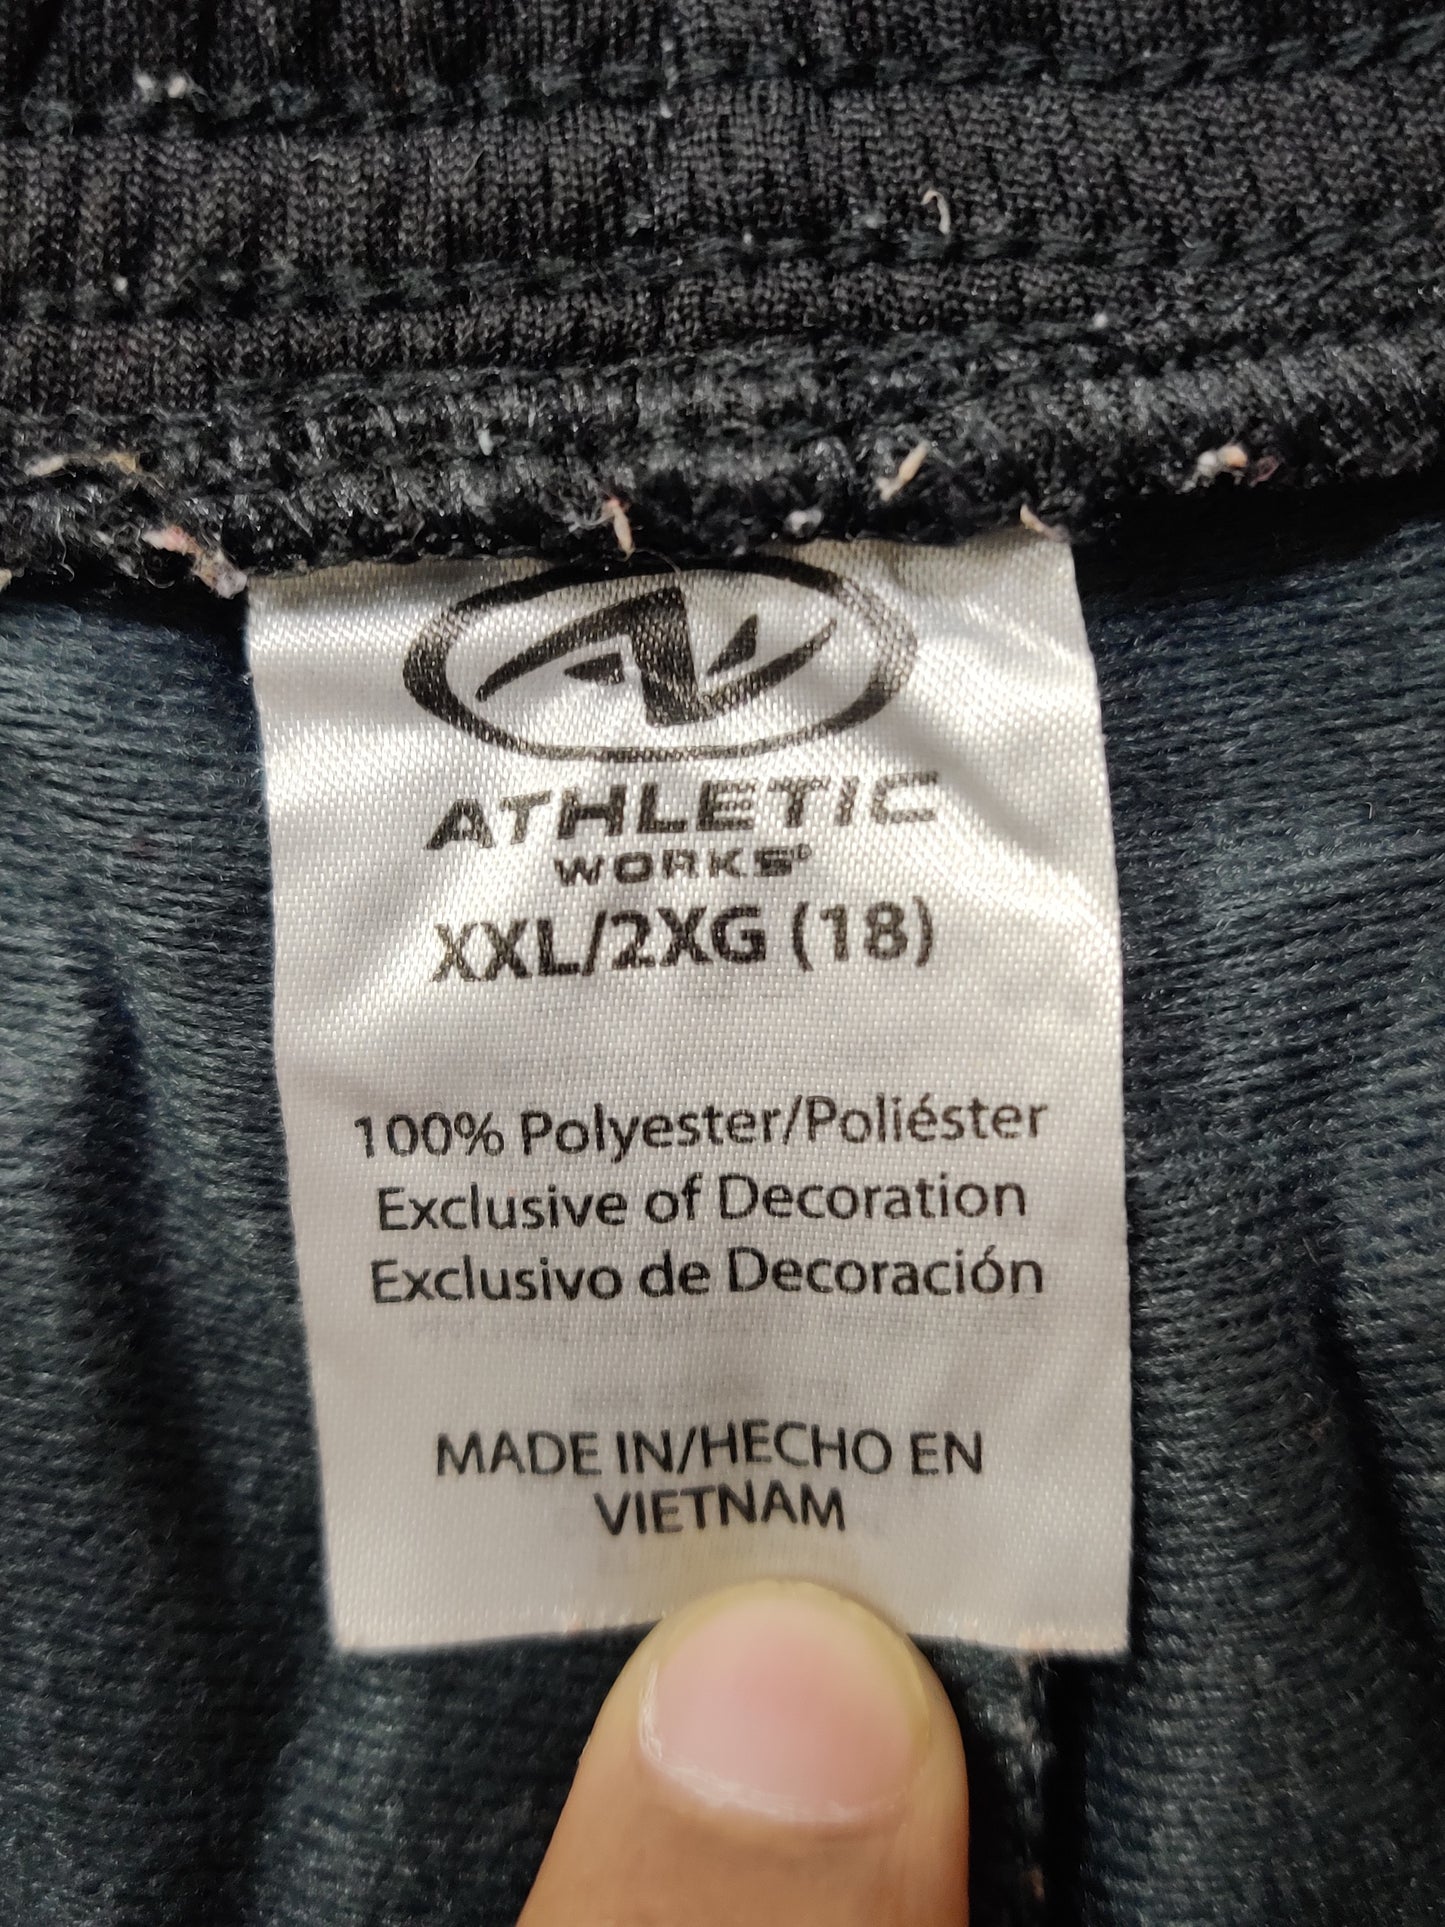 ATHLETIC
WORKS®
XXL/2XG (18)
100% Polyester/Poliéster
Exclusive of Decoration
Exclusivo de Decoración
MADE IN/HECHO EN
VIETNAM